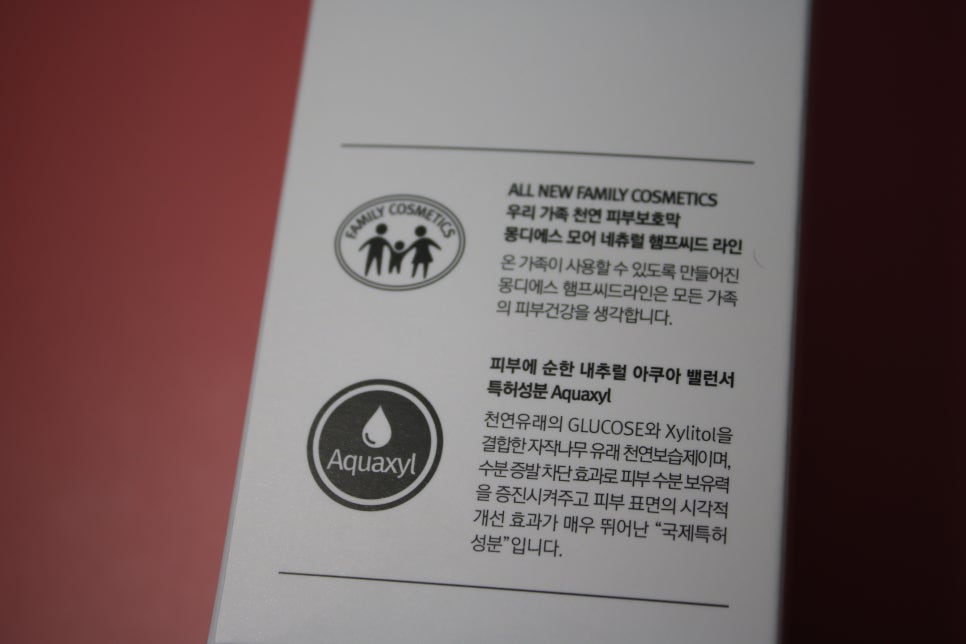 FAMILY COSMETICS
ALL NEW FAMILY COSMETICS
우리 가족 천연 피부보호막
몽디에스 모어 네츄럴 햄프씨드 라인
온 가족이 사용할 수 있도록 만들어진
몽디에스 햄프씨드라인은 모든 가족
의 피부건강을 생각합니다.
Aquaxyl
피부에 순한 내추럴 아쿠아 밸런서
특허성분 Aquaxyl
천연유래의 GLUCOSE와 Xylitol을
결합한 자작나무 유래 천연보습제이며,
수분 증발 차단 효과로 피부 수분 보유력
을 증진시켜주고 피부 표면의 시각적
개선 효과가 매우 뛰어난 “국제특허
성분”입니다.